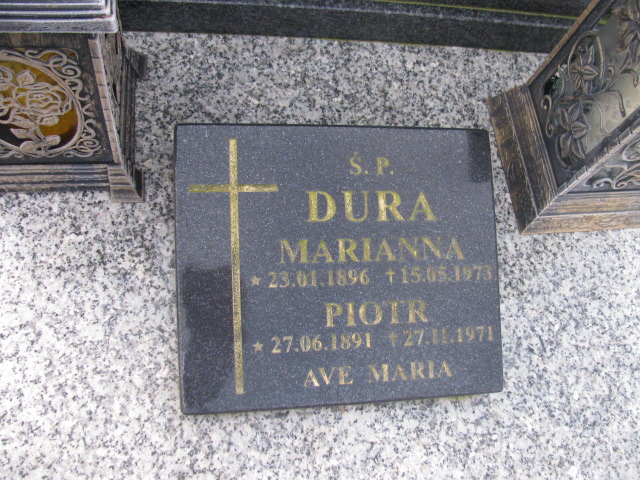 Ś. P.
DURA
MARIANNA
★ 23.01.1896 † 15.05.1973
PIOTR
★ 27.06.1891 † 27.11.1971
AVE MARIA